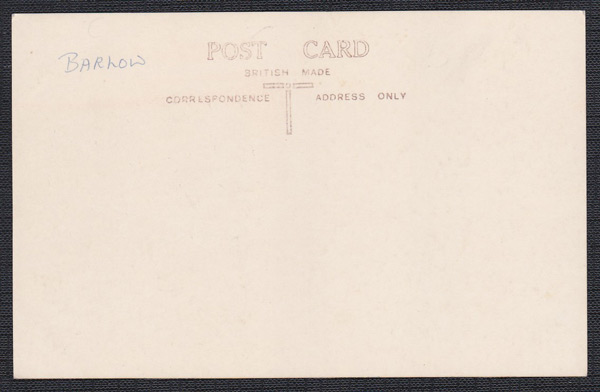 BARLOW
POST CARD
BRITISH MADE
CORRESPONDENCE ADDRESS ONLY